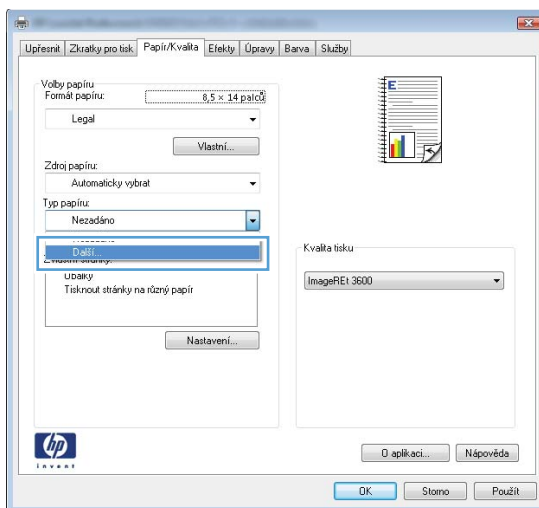 Upřesnit Zkratky pro tisk Papír/Kvalita Efekty Úpravy Barva Služby
Volby papíru
Formát papíru: 8,5 × 14 palců
Legal
Vlastní...
Zdroj papíru:
Automaticky vybrat
Typ papíru:
Nezadáno
Další...
Obálky
Tisknout stránky na různý papír
Nastavení...
E
Kvalita tisku
ImageREt 3600
hp
invent
O aplikaci... Nápověda
OK Storno Použít